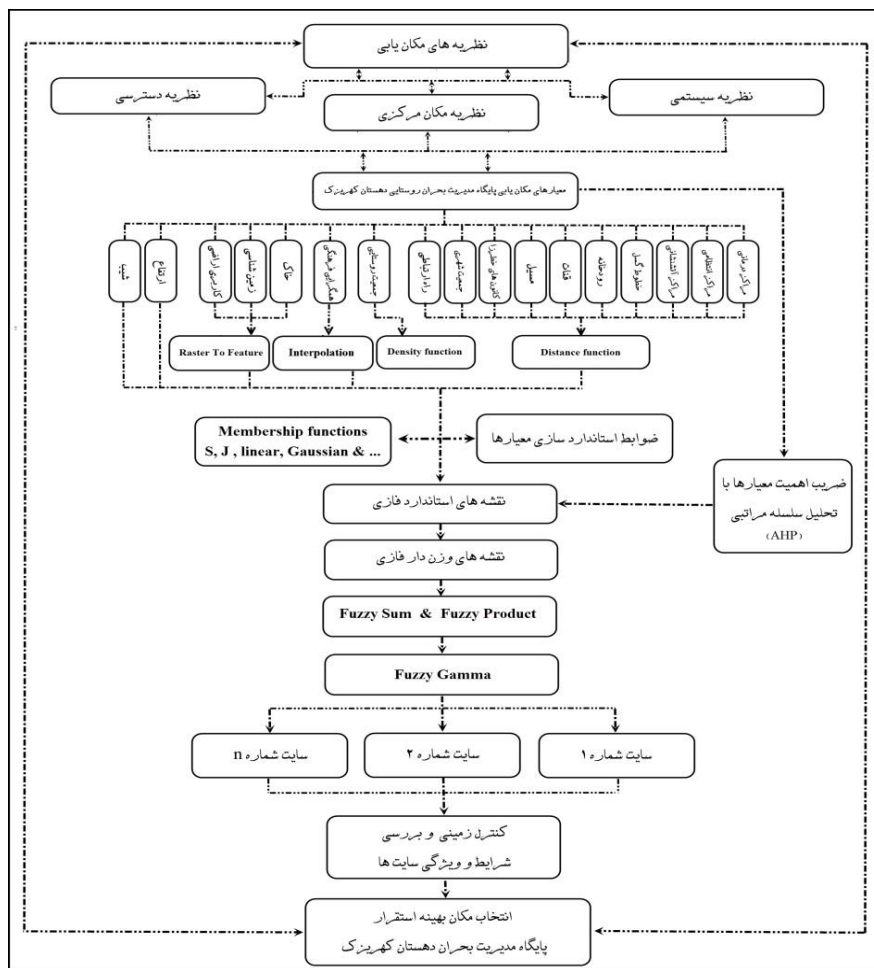 نظریه های مکان یابی
نظریه سیستمی
نظریه دسترسی
نظریه مکان مرکزی
معیارهای مکان یابی پایگاه مدیریت بحران روستایی دهستان کهریزک
مراکز درمانی
مراکز انتظامی
مراکز آتشنشانی
خطوط گسل
رودخانه
قنات
مسیل
کانون های خطرزا
جمعیت شهری
راه ارتباطی
جمعیت روستایی
همگرایی فرهنگی
خاک
زمین شناسی
کاربری اراضی
ارتفاع
شیب
Raster To Feature
Interpolation
Density function
Distance function
Membership functions
S, J , linear, Gaussian & ...
ضوابط استاندارد سازی معیارها
ضریب اهمیت معیارها با
تحلیل سلسله مراتبی
(AHP)
نقشه های استاندارد فازی
نقشه های وزن دار فازی
Fuzzy Sum & Fuzzy Product
Fuzzy Gamma
سایت شماره ۱
سایت شماره ۲
سایت شماره n
کنترل زمینی و بررسی
شرایط و ویژگی سایت ها
انتخاب مکان بهینه استقرار
پایگاه مدیریت بحران دهستان کهریزک